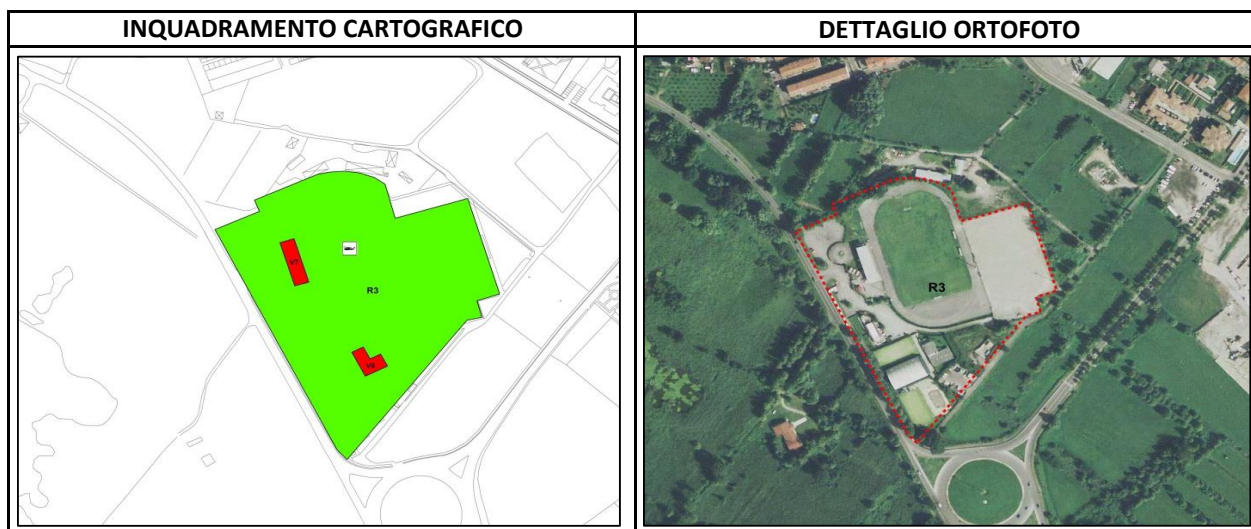 INQUADRAMENTO CARTOGRAFICO
DETTAGLIO ORTOFOTO
R3
R3